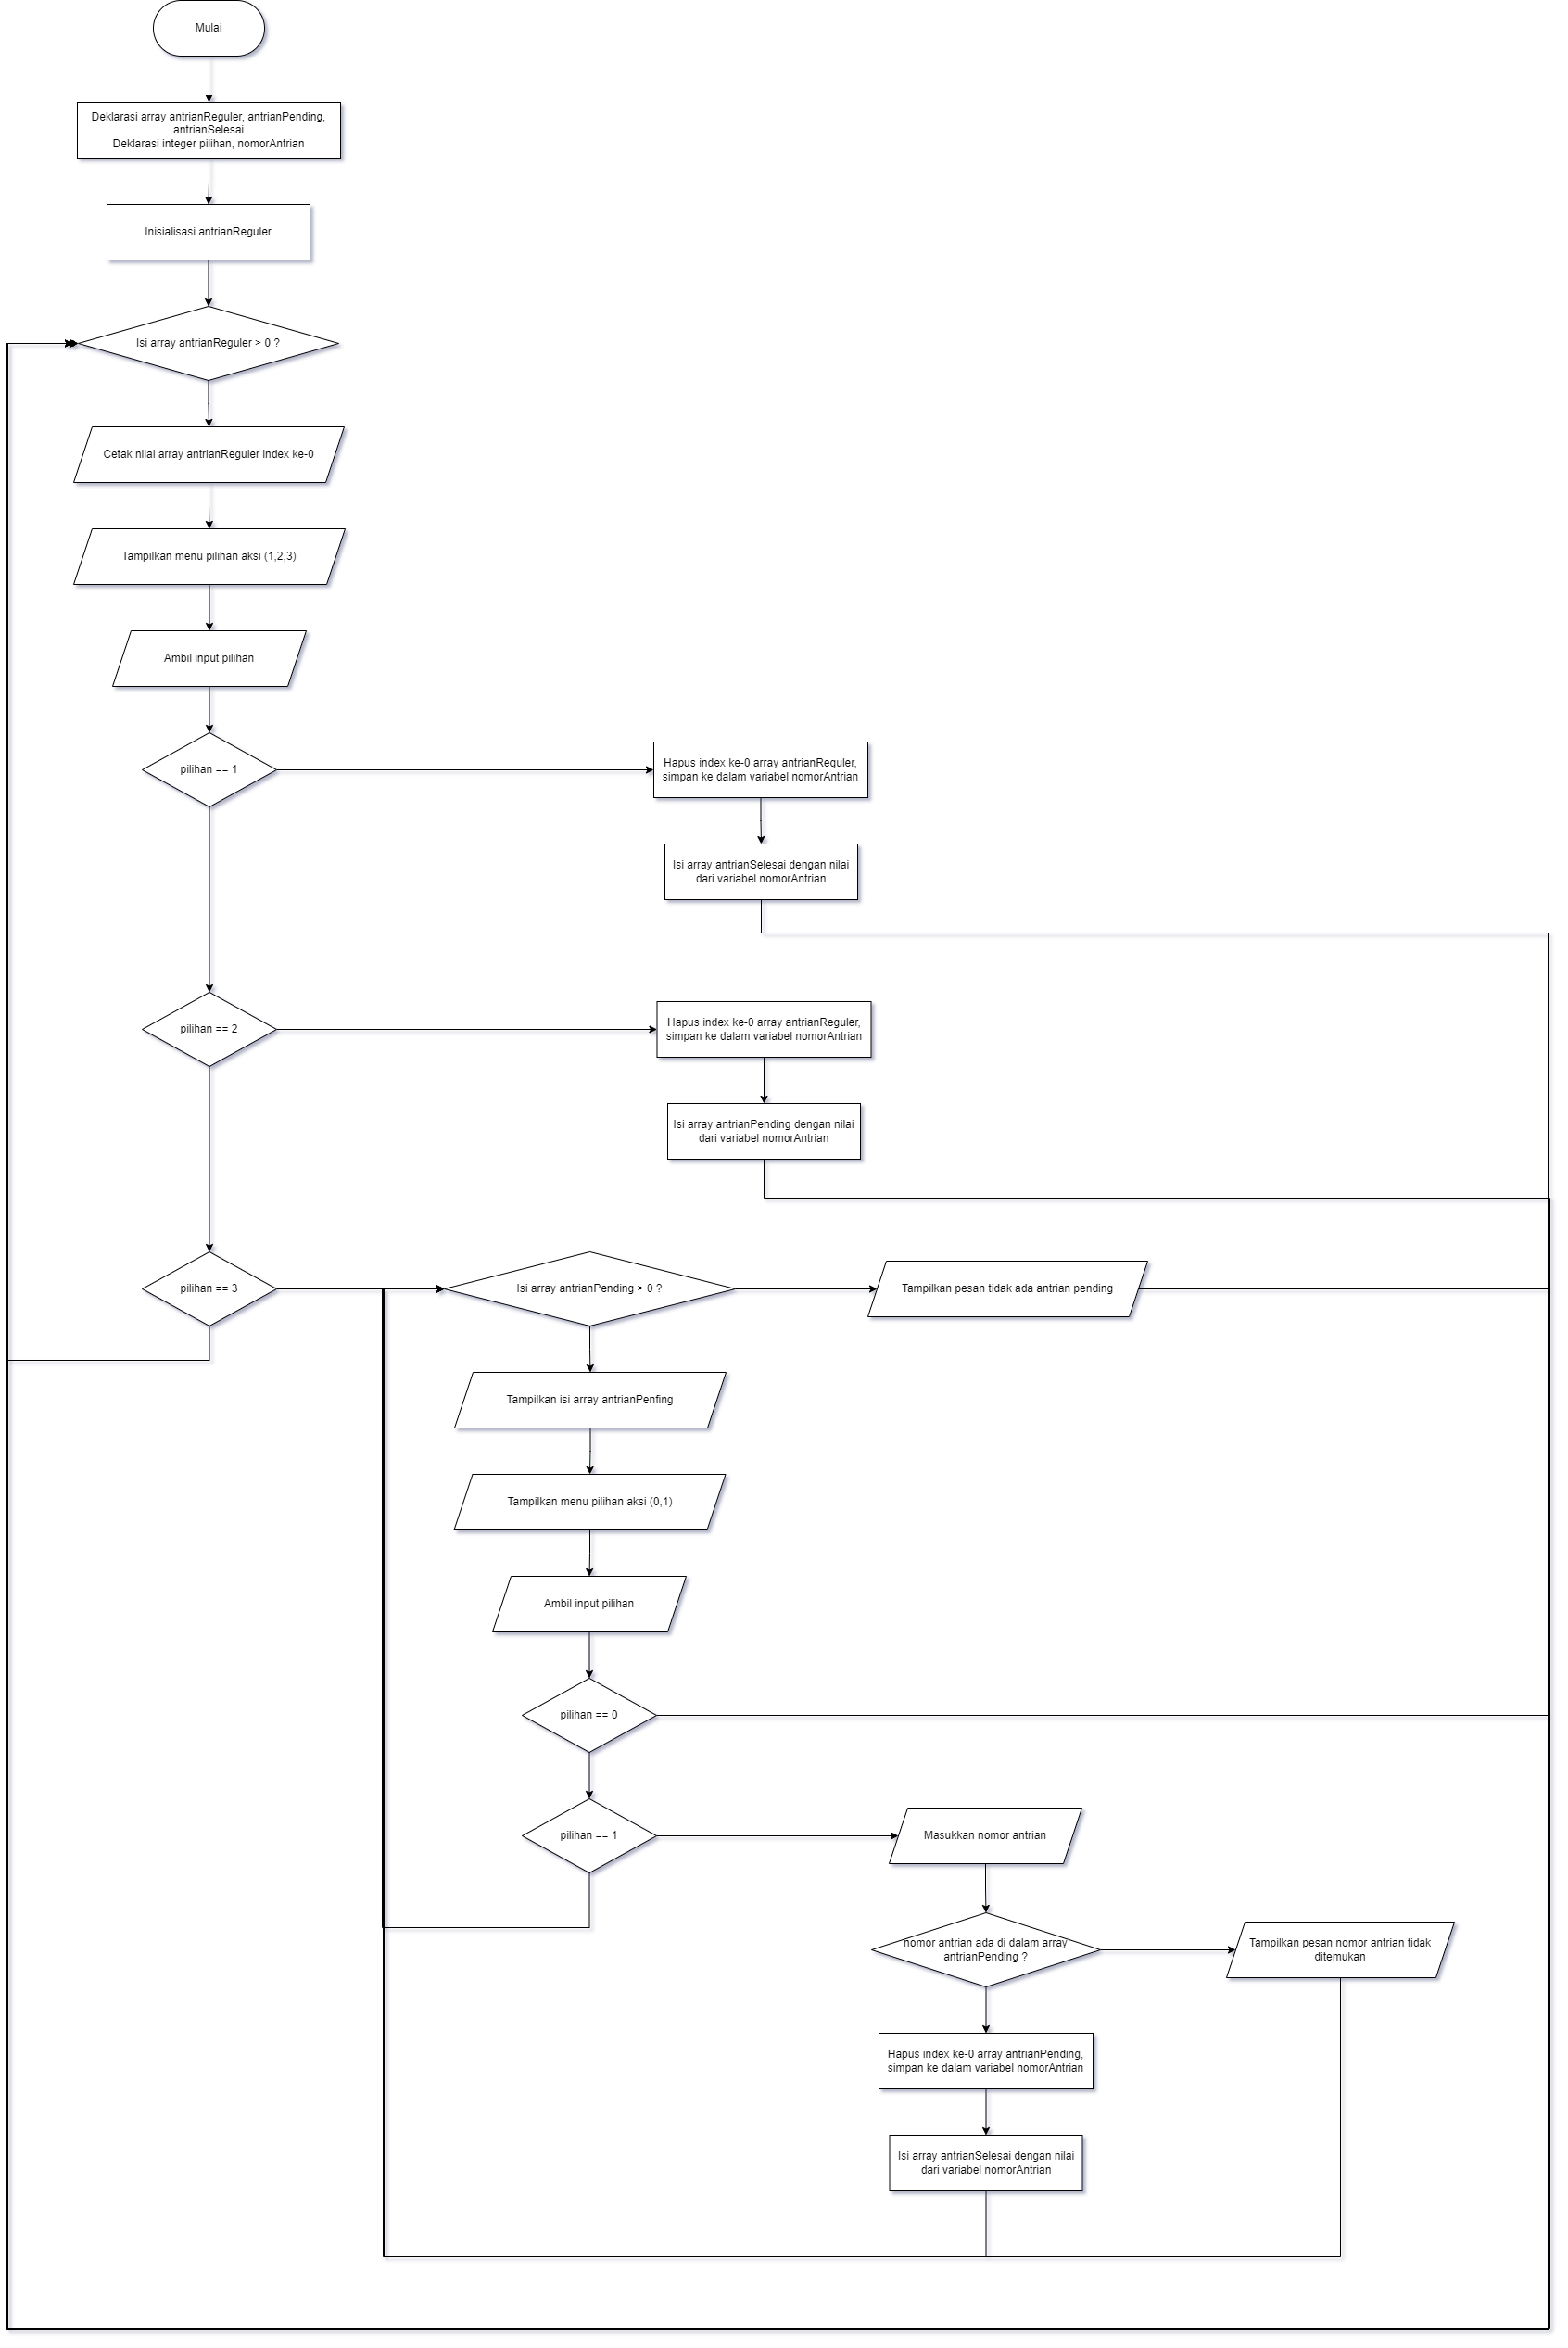 Mulai
Deklarasi array antrianReguler, antrianPending,
antrianSelesai
Deklarasi integer pilihan, nomorAntrian
Inisialisasi antrianReguler
Isi array antrianReguler > 0 ?
Cetak nilai array antrianReguler index ke-0
Tampilkan menu pilihan aksi (1,2,3)
Ambil input pilihan
pilihan == 1
Hapus index ke-0 array antrianReguler,
simpan ke dalam variabel nomorAntrian
Isi array antrianSelesai dengan nilai
dari variabel nomorAntrian
pilihan == 2
Hapus index ke-0 array antrianReguler,
simpan ke dalam variabel nomorAntrian
Isi array antrianPending dengan nilai
dari variabel nomorAntrian
pilihan == 3
Isi array antrianPending > 0 ?
Tampilkan pesan tidak ada antrian pending
Tampilkan isi array antrianPenfing
Tampilkan menu pilihan aksi (0,1)
Ambil input pilihan
pilihan == 0
pilihan == 1
Masukkan nomor antrian
nomor antrian ada di dalam array
antrianPending ?
Tampilkan pesan nomor antrian tidak
ditemukan
Hapus index ke-0 array antrianPending,
simpan ke dalam variabel nomorAntrian
Isi array antrianSelesai dengan nilai
dari variabel nomorAntrian